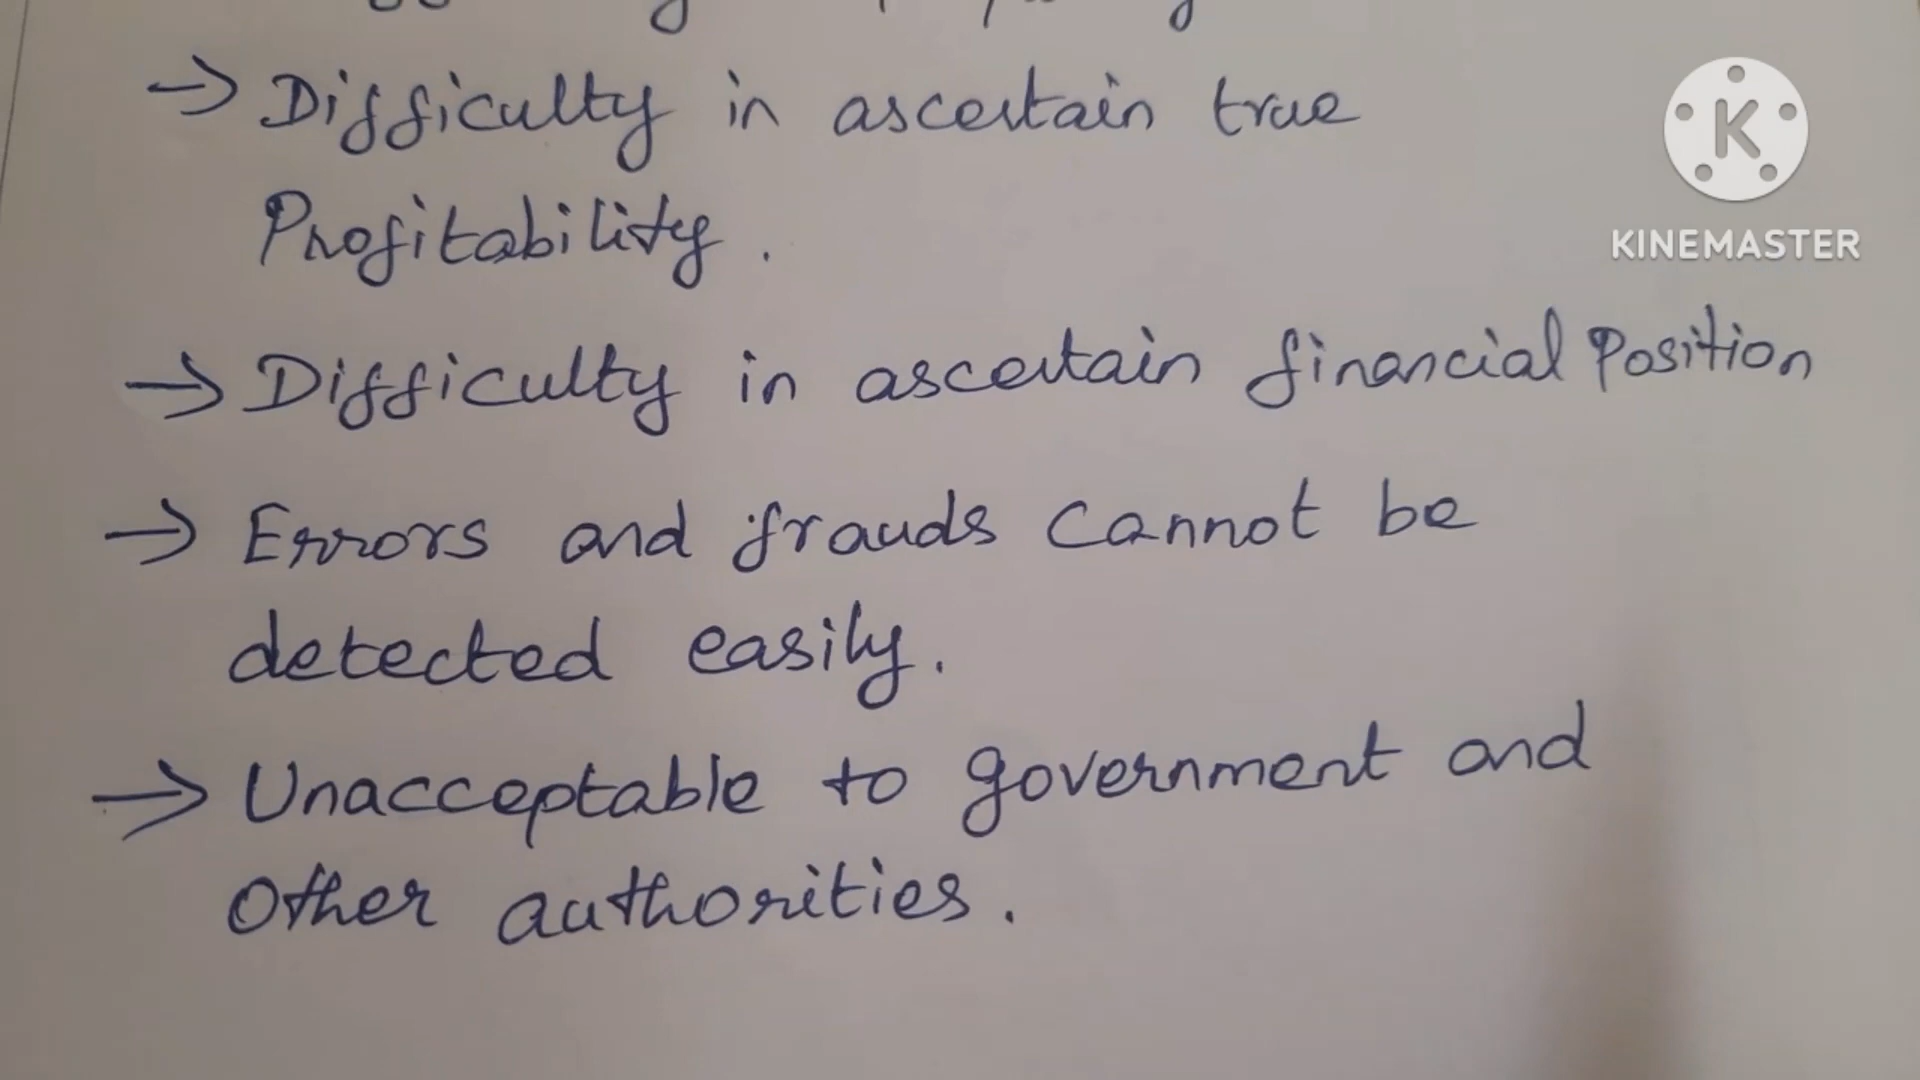 → Difficulty in ascertain true
Profitability.
→ Difficulty in ascertain financial Position
→ Errors and frauds cannot be
detected easily.
→ Unacceptable to government and
Other authorities.
K
KINEMASTER